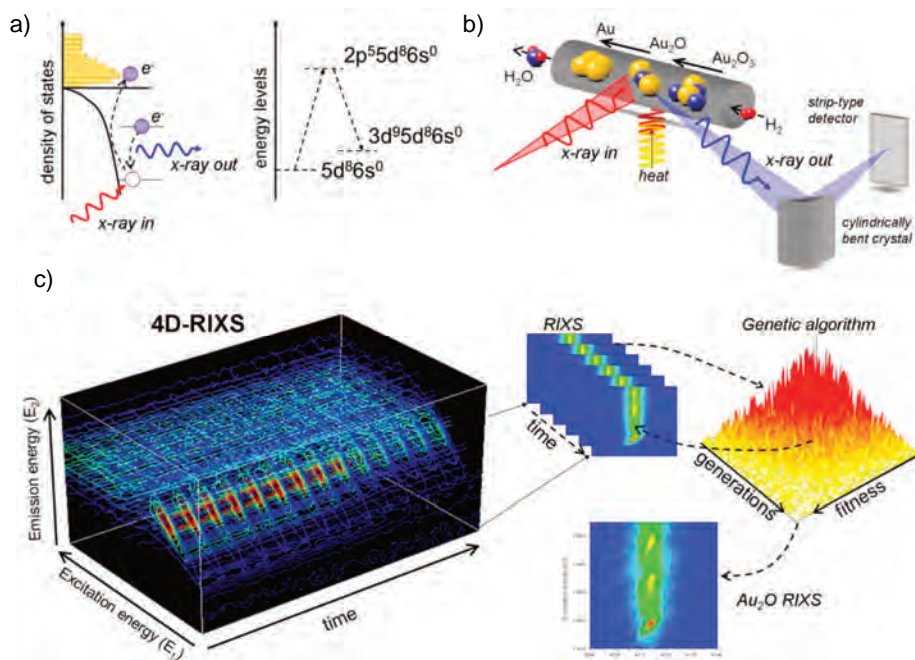 a)
density of states
e⁻
e⁻
x-ray out
x-ray in
energy levels
2p⁵5d⁸6s⁰
3d⁹5d⁸6s⁰
5d⁸6s⁰
b)
Au
Au₂O
Au₂O₃
H₂O
H₂
x-ray in
heat
x-ray out
strip-type
detector
cylindrically
bent crystal
c)
4D-RIXS
Emission energy (E₂)
Excitation energy (E₁)
time
RIXS
time
Genetic algorithm
generations
fitness
Au₂O RIXS